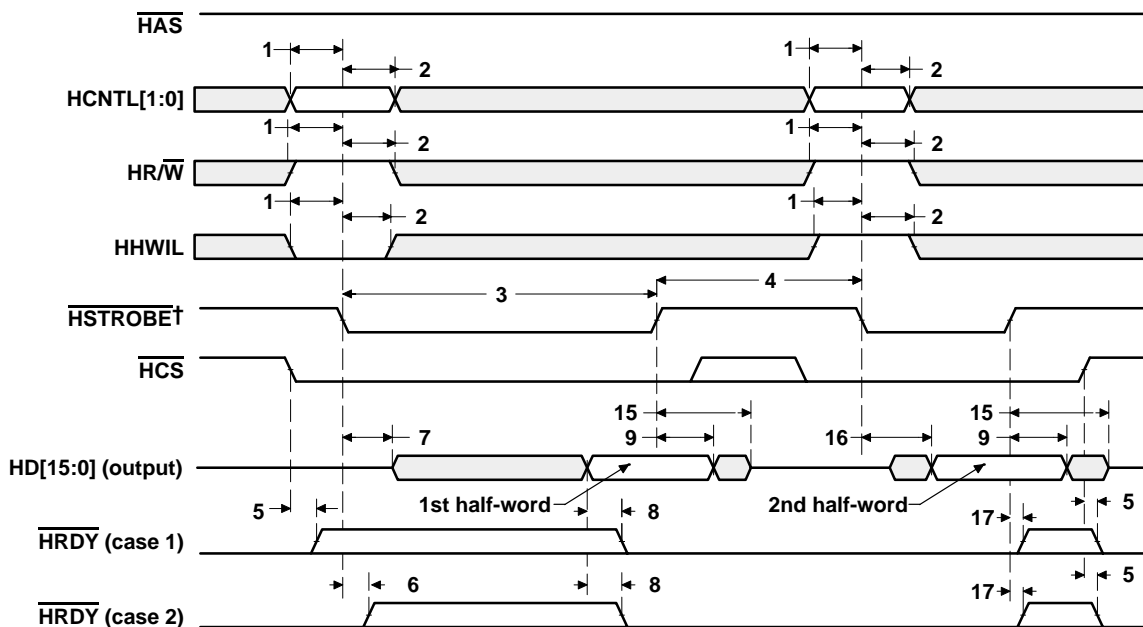 HAS
1 1
2 2
HCNTL[1:0]
1 1
2 2
HR/W
1 1
2 2
HHWIL
3 4
HSTROBE†
HCS
15 15
7 9 16 9
HD[15:0] (output)
1st half-word 2nd half-word
5 8 17 5
HRDY (case 1)
6 8 17 5
HRDY (case 2)